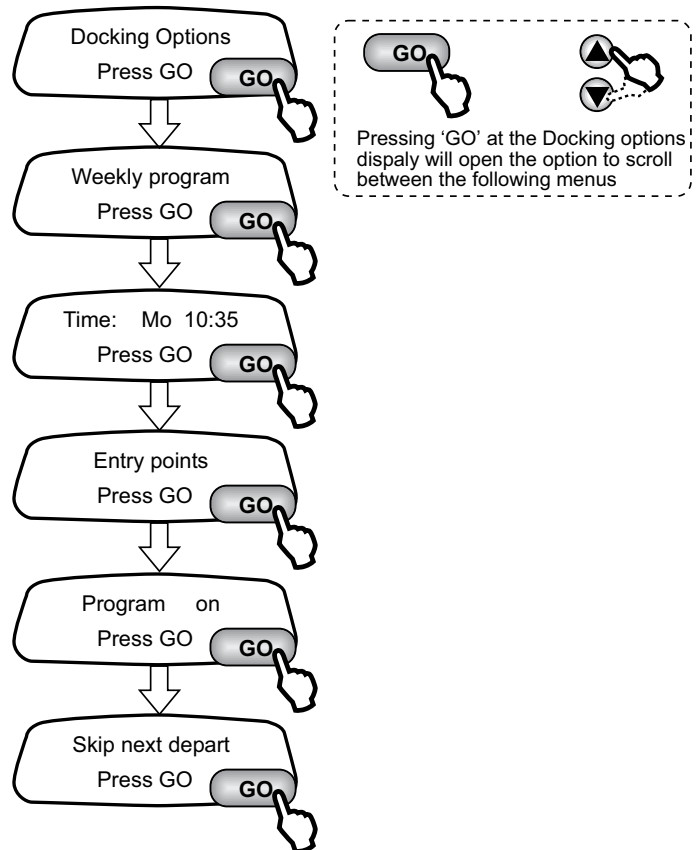 Docking Options
Press GO GO
GO
Pressing ‘GO’ at the Docking options
dispaly will open the option to scroll
between the following menus
Weekly program
Press GO GO
Time: Mo 10:35
Press GO GO
Entry points
Press GO GO
Program on
Press GO GO
Skip next depart
Press GO GO